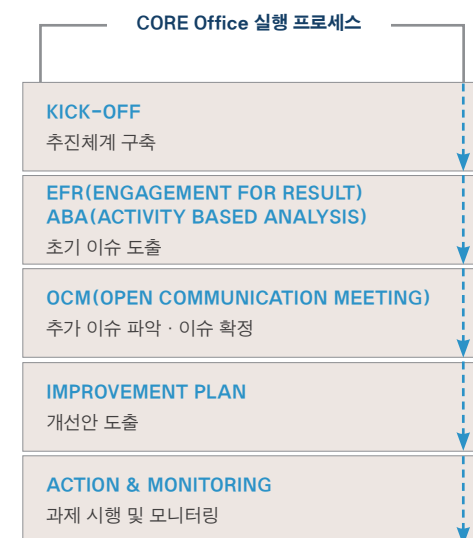 CORE Office 실행 프로세스
KICK-OFF
추진체계 구축
EFR(ENGAGEMENT FOR RESULT)
ABA(ACTIVITY BASED ANALYSIS)
초기 이슈 도출
OCM(OPEN COMMUNICATION MEETING)
추가 이슈 파악 · 이슈 확정
IMPROVEMENT PLAN
개선안 도출
ACTION & MONITORING
과제 시행 및 모니터링